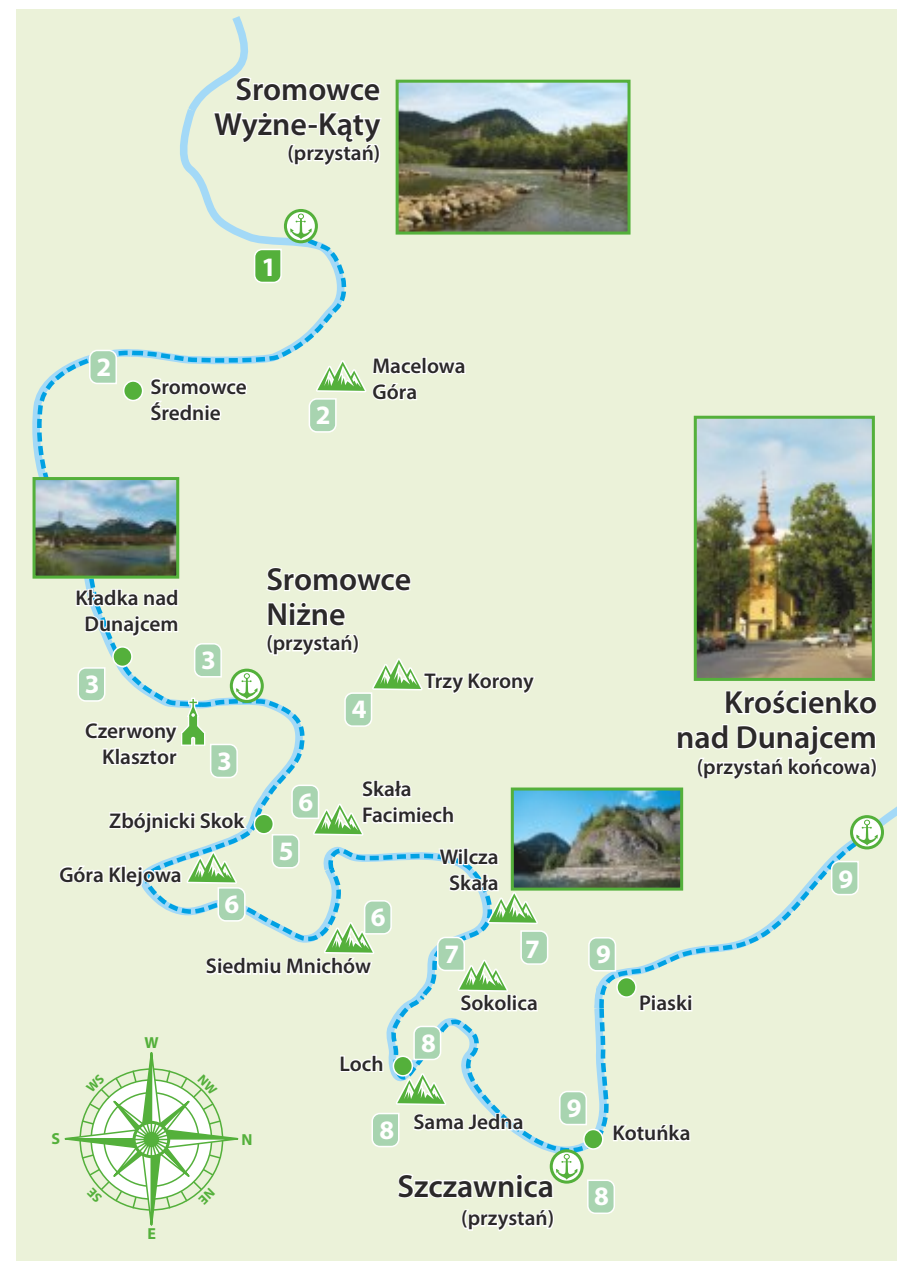 Sromowce
Wyżne-Kąty
(przystań)
1
2
Sromowce
Średnie
Macelowa
Góra
2
Kładka nad
Dunajcem
3
Sromowce
Niżne
(przystań)
3
Czerwony
Klasztor
3
Trzy Korony
4
Krościenko
nad Dunajcem
(przystań końcowa)
9
Zbójnicki Skok
5
Skała
Facimiech
6
Góra Klejowa
6
Siedmiu Mnichów
6
Wilcza
Skała
7
7
Sokolica
9
Piaski
Loch
8
Sama Jedna
8
9
Kotuńka
Szczawnica
(przystań)
8
W
NW
N
NE
E
SE
S
WS